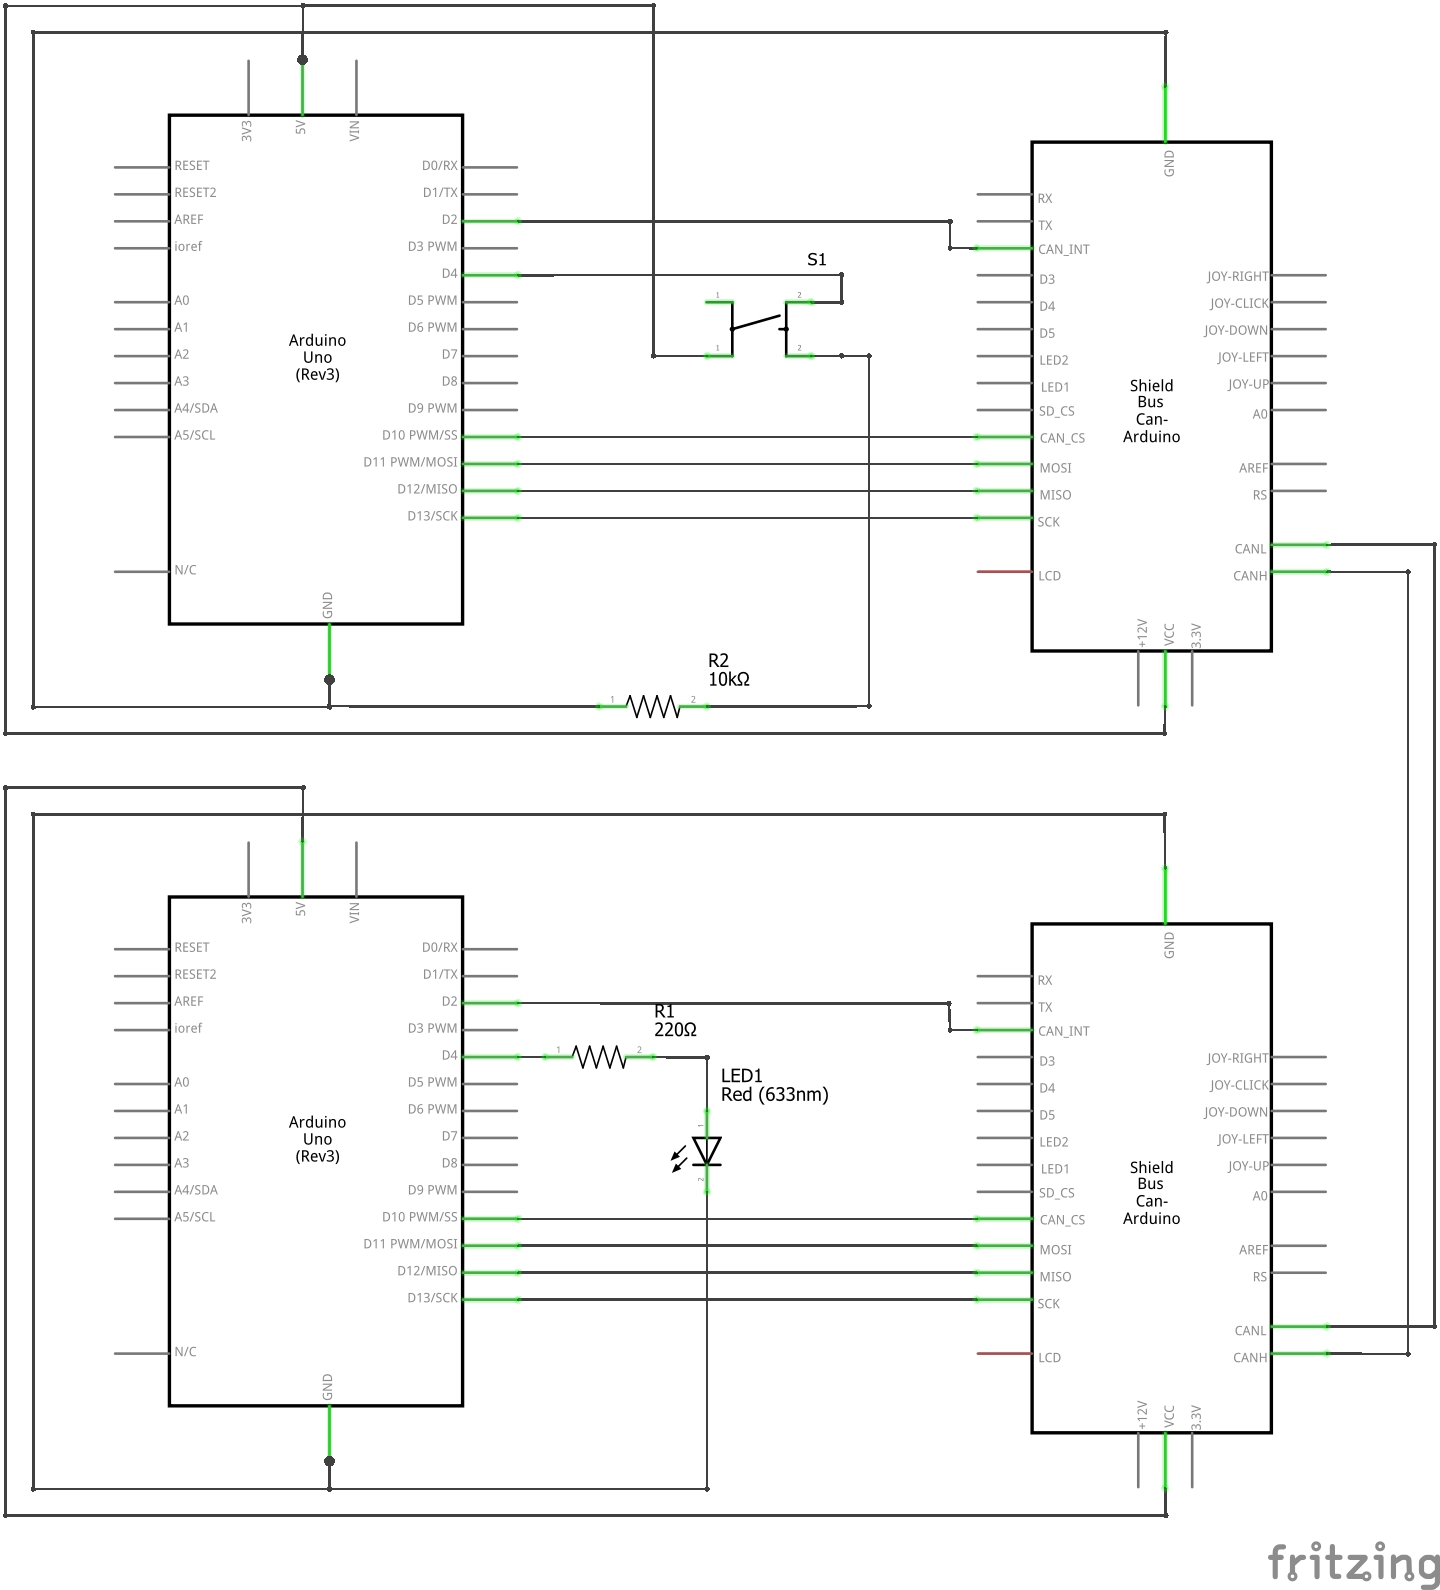 3V3
5V
VIN
RESET
RESET2
AREF
ioref
A0
A1
A2
A3
A4/SDA
A5/SCL
N/C
GND
Arduino
Uno
(Rev3)
D0/RX
D1/TX
D2
D3 PWM
D4
D5 PWM
D6 PWM
D7
D8
D9 PWM
D10 PWM/SS
D11 PWM/MOSI
D12/MISO
D13/SCK
S1
1
2
1
2
R2
10kΩ
1
2
GND
RX
TX
CAN_INT
D3
D4
D5
LED2
LED1
SD_CS
CAN_CS
MOSI
MISO
SCK
LCD
Shield
Bus
Can-
Arduino
JOY-RIGHT
JOY-CLICK
JOY-DOWN
JOY-LEFT
JOY-UP
A0
AREF
RS
CANL
CANH
+12V
VCC
3.3V
3V3
5V
VIN
RESET
RESET2
AREF
ioref
A0
A1
A2
A3
A4/SDA
A5/SCL
N/C
GND
Arduino
Uno
(Rev3)
D0/RX
D1/TX
D2
D3 PWM
D4
D5 PWM
D6 PWM
D7
D8
D9 PWM
D10 PWM/SS
D11 PWM/MOSI
D12/MISO
D13/SCK
R1
220Ω
1
2
LED1
Red (633nm)
1
2
GND
RX
TX
CAN_INT
D3
D4
D5
LED2
LED1
SD_CS
CAN_CS
MOSI
MISO
SCK
LCD
Shield
Bus
Can-
Arduino
JOY-RIGHT
JOY-CLICK
JOY-DOWN
JOY-LEFT
JOY-UP
A0
AREF
RS
CANL
CANH
+12V
VCC
3.3V
fritzing